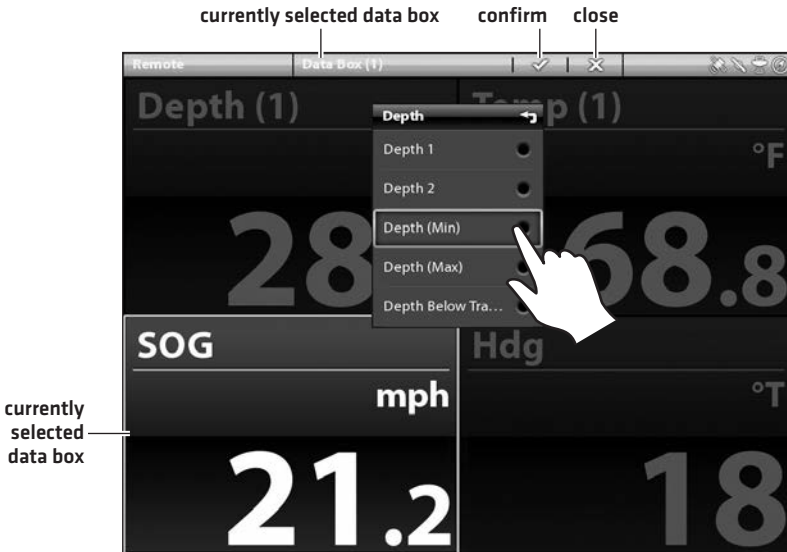 currently selected data box confirm close
Remote Data Box (1)
Depth (1)
Temp (1)
°F
28
68.8
Depth
Depth 1
Depth 2
Depth (Min)
Depth (Max)
Depth Below Tra...
SOG
mph
21.2
Hdg
°T
18
currently
selected
data box